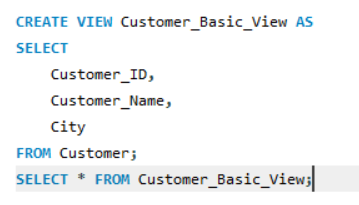 CREATE VIEW Customer_Basic_View AS
SELECT
    Customer_ID,
    Customer_Name,
    City
FROM Customer;
SELECT * FROM Customer_Basic_View;